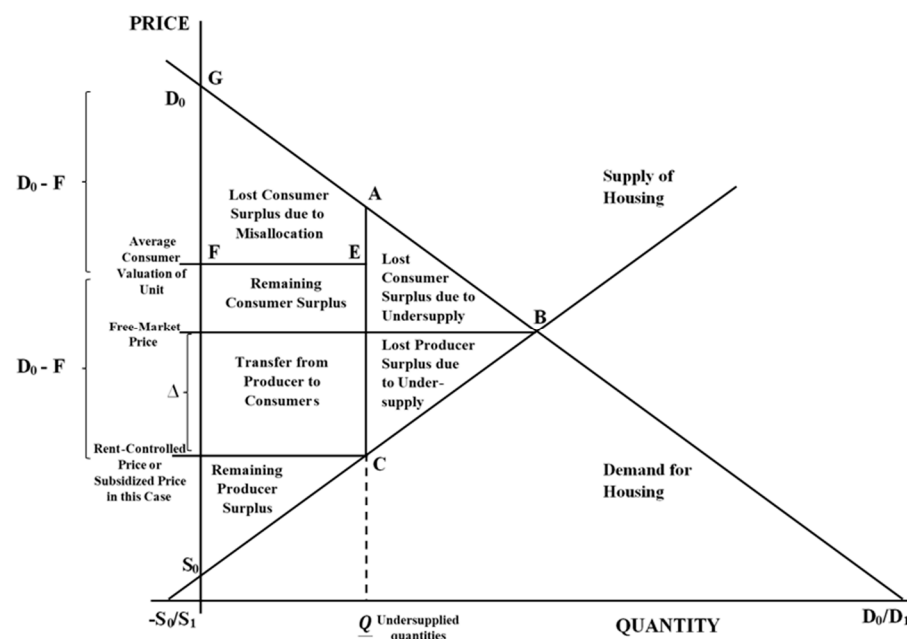 PRICE
G
D₀
D₀ - F
Lost Consumer
Surplus due to
Misallocation
A
Supply of
Housing
Average
Consumer
Valuation of
Unit
F
E
Lost
Consumer
Surplus due to
Undersupply
Remaining
Consumer Surplus
B
Free-Market
Price
D₀ - F
Δ
Transfer from
Producer to
Consumers
Lost Producer
Surplus due
to Under-
supply
Rent-Controlled
Price or
Subsidized Price
in this Case
C
Remaining
Producer
Surplus
Demand for
Housing
S₀
-S₀/S₁
Q Undersupplied
quantities
QUANTITY
D₀/D₁